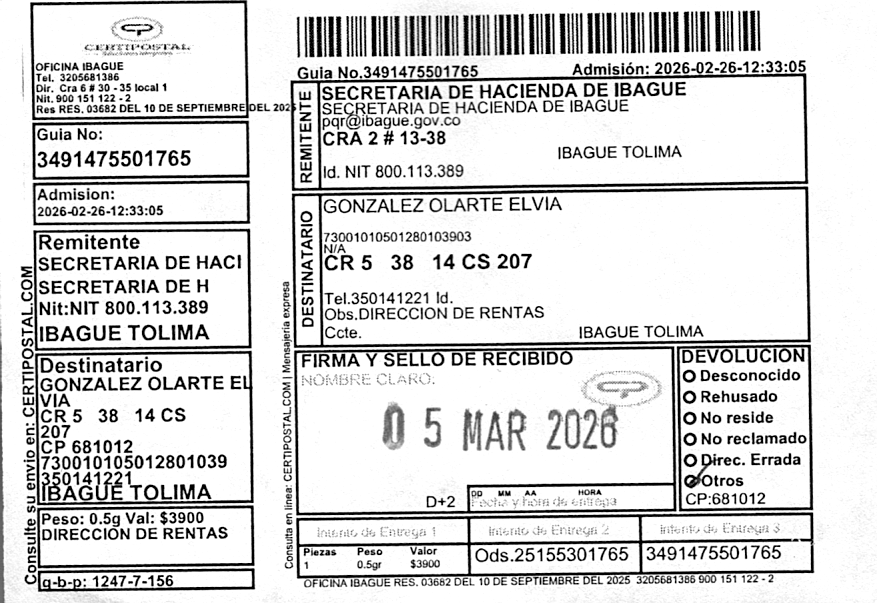 CERTIPOSTAL
OFICINA IBAGUE
Tel. 3205681386
Dir. Cra 6 # 30 - 35 local 1
Nit. 900 151 122 - 2
Res RES. 03682 DEL 10 DE SEPTIEMBRE DEL 2025
Guia No:
3491475501765
Admision:
2026-02-26-12:33:05
Remitente
SECRETARIA DE HACI
SECRETARIA DE H
Nit:NIT 800.113.389
IBAGUE TOLIMA
Destinatario
GONZALEZ OLARTE EL
VIA
CR 5 38 14 CS
207
CP 681012
730010105012801039
350141221
IBAGUE TOLIMA
Peso: 0.5g Val: $3900
DIRECCION DE RENTAS
g-b-p: 1247-7-156
Consulte su envio en: CERTIPOSTAL.COM
Guia No.3491475501765
Admisión: 2026-02-26-12:33:05
REMITENTE
SECRETARIA DE HACIENDA DE IBAGUE
SECRETARIA DE HACIENDA DE IBAGUE
pqr@ibague.gov.co
CRA 2 # 13-38
IBAGUE TOLIMA
Id. NIT 800.113.389
DESTINATARIO
GONZALEZ OLARTE ELVIA
73001010501280103903
N/A
CR 5 38 14 CS 207
Tel.350141221 Id.
Obs.DIRECCION DE RENTAS
Ccte.
IBAGUE TOLIMA
Consulta en linea: CERTIPOSTAL.COM | Mensajería expresa
FIRMA Y SELLO DE RECIBIDO
NOMBRE CLARO:
05 MAR 2026
D+2
DD MM AA HORA
Fecha y hora de entrega
DEVOLUCION
Desconocido
Rehusado
No reside
No reclamado
Direc. Errada
Otros
CP:681012
Intento de Entrega 1
Intento de Entrega 2
Intento de Entrega 3
Piezas Peso Valor
1 0.5gr $3900
Ods.25155301765
3491475501765
OFICINA IBAGUE RES. 03682 DEL 10 DE SEPTIEMBRE DEL 2025 3205681386 900 151 122 - 2